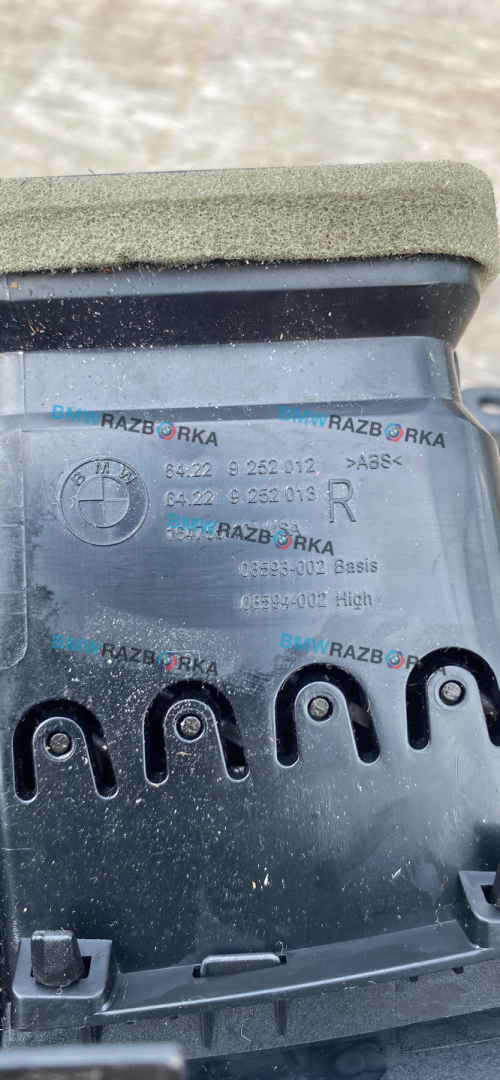 BMWRAZBORKA BMWRAZBORKA
BMW
64.22 9 252 012 >ABS<
64.22 9 252 013 R
BMWRAZBORKA
08593-002 Basis
08594-002 High
BMWRAZBORKA BMWRAZBORKA